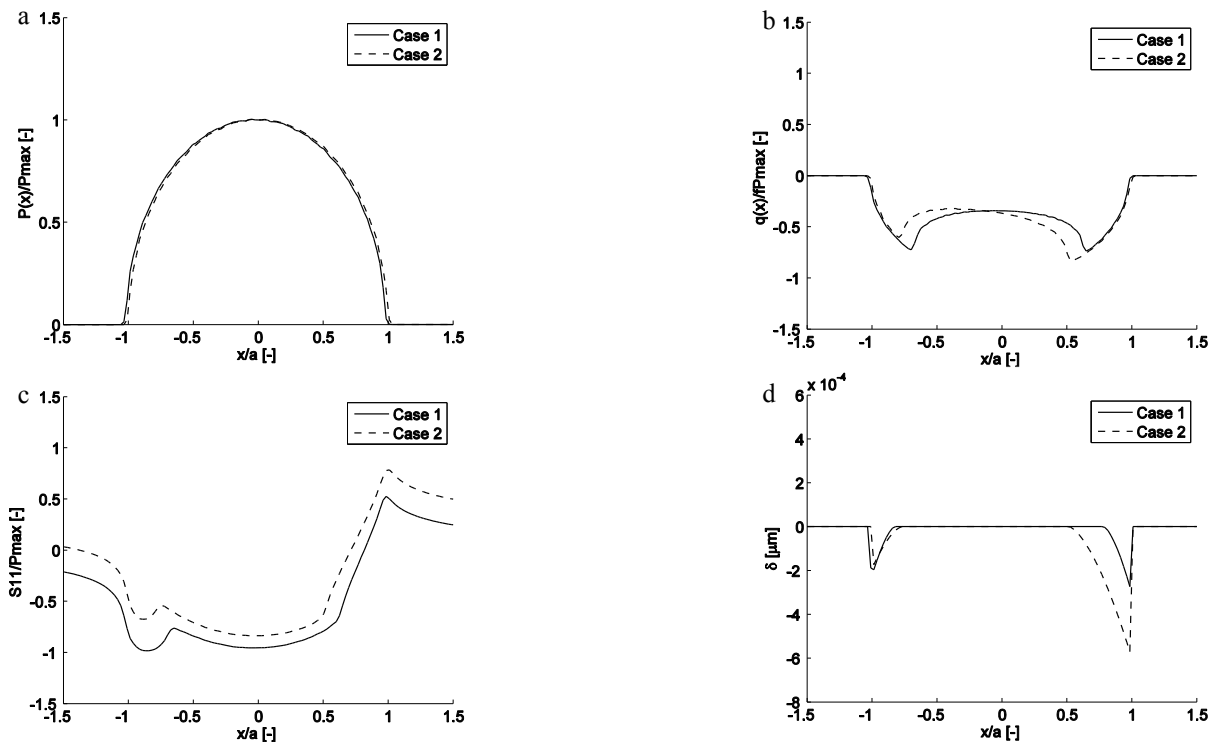 a
1.5
Case 1
Case 2
1
P(x)/Pmax [-]
0.5
0
-1.5 -1 -0.5 0 0.5 1 1.5
x/a [-]
b
1.5
Case 1
Case 2
1
0.5
q(x)/fPmax [-]
0
-0.5
-1
-1.5
-1.5 -1 -0.5 0 0.5 1 1.5
x/a [-]
c
1.5
Case 1
Case 2
1
0.5
S11/Pmax [-]
0
-0.5
-1
-1.5
-1.5 -1 -0.5 0 0.5 1 1.5
x/a [-]
d
x 10⁻⁴
6
Case 1
Case 2
4
2
δ [μm]
0
-2
-4
-6
-8
-1.5 -1 -0.5 0 0.5 1 1.5
x/a [-]